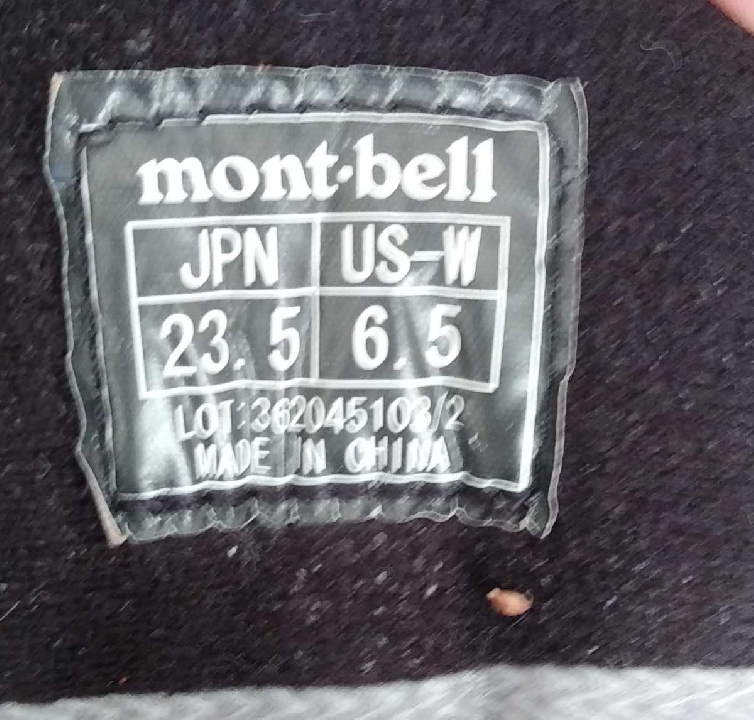 mont·bell
JPN US-W
23.5 6.5
LOT:362045103/2
MADE IN CHINA